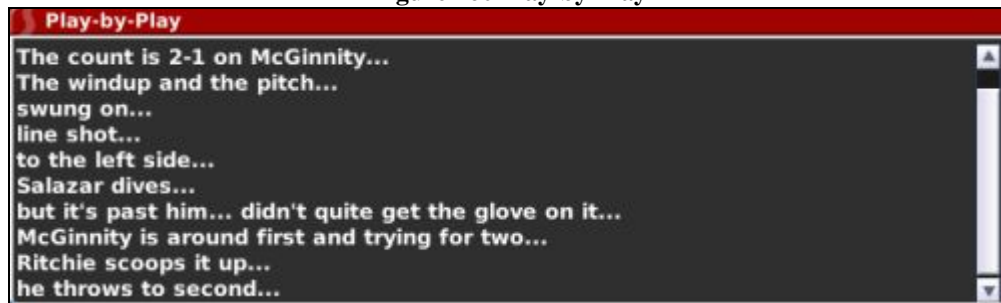 Play-by-Play
The count is 2-1 on McGinnity...
The windup and the pitch...
swung on...
line shot...
to the left side...
Salazar dives...
but it's past him... didn't quite get the glove on it...
McGinnity is around first and trying for two...
Ritchie scoops it up...
he throws to second...